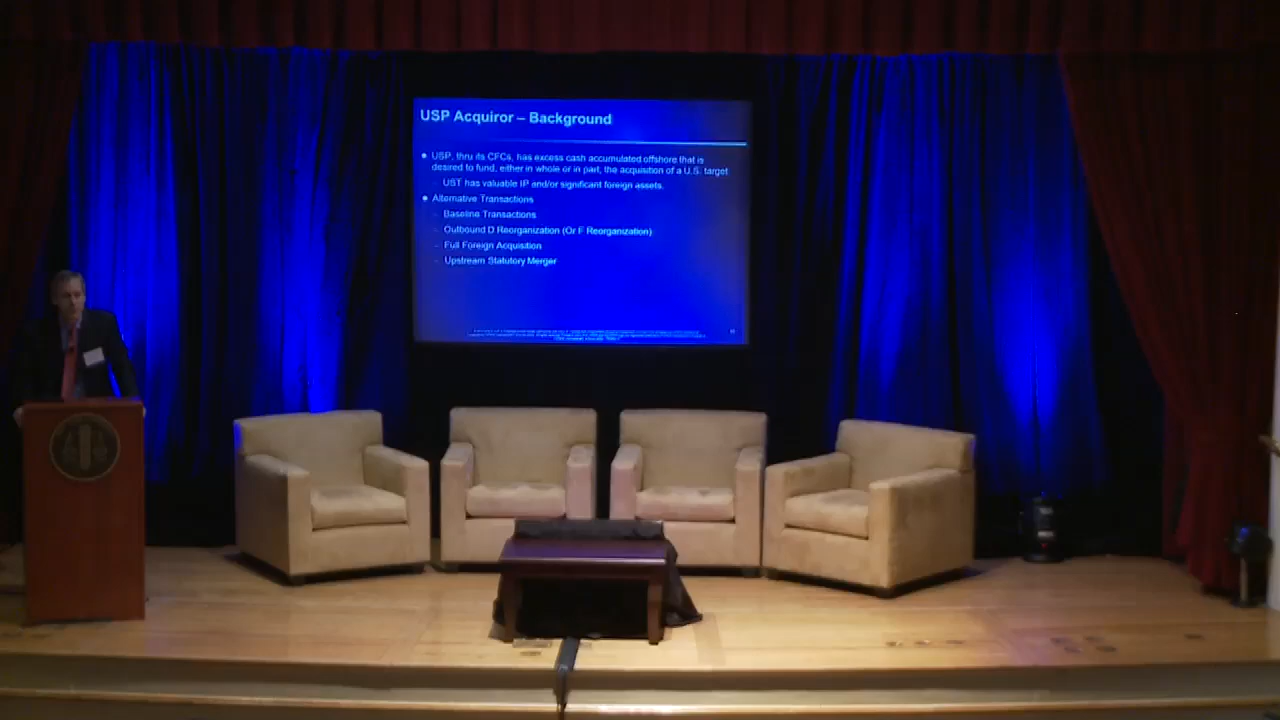 USP Acquiror – Background
● USP, thru its CFCs, has excess cash accumulated offshore that is
desired to fund, either in whole or in part, the acquisition of a U.S. target
UST has valuable IP and/or significant foreign assets.
● Alternative Transactions
– Baseline Transactions
– Outbound D Reorganization (Or F Reorganization)
– Full Foreign Acquisition
– Upstream Statutory Merger